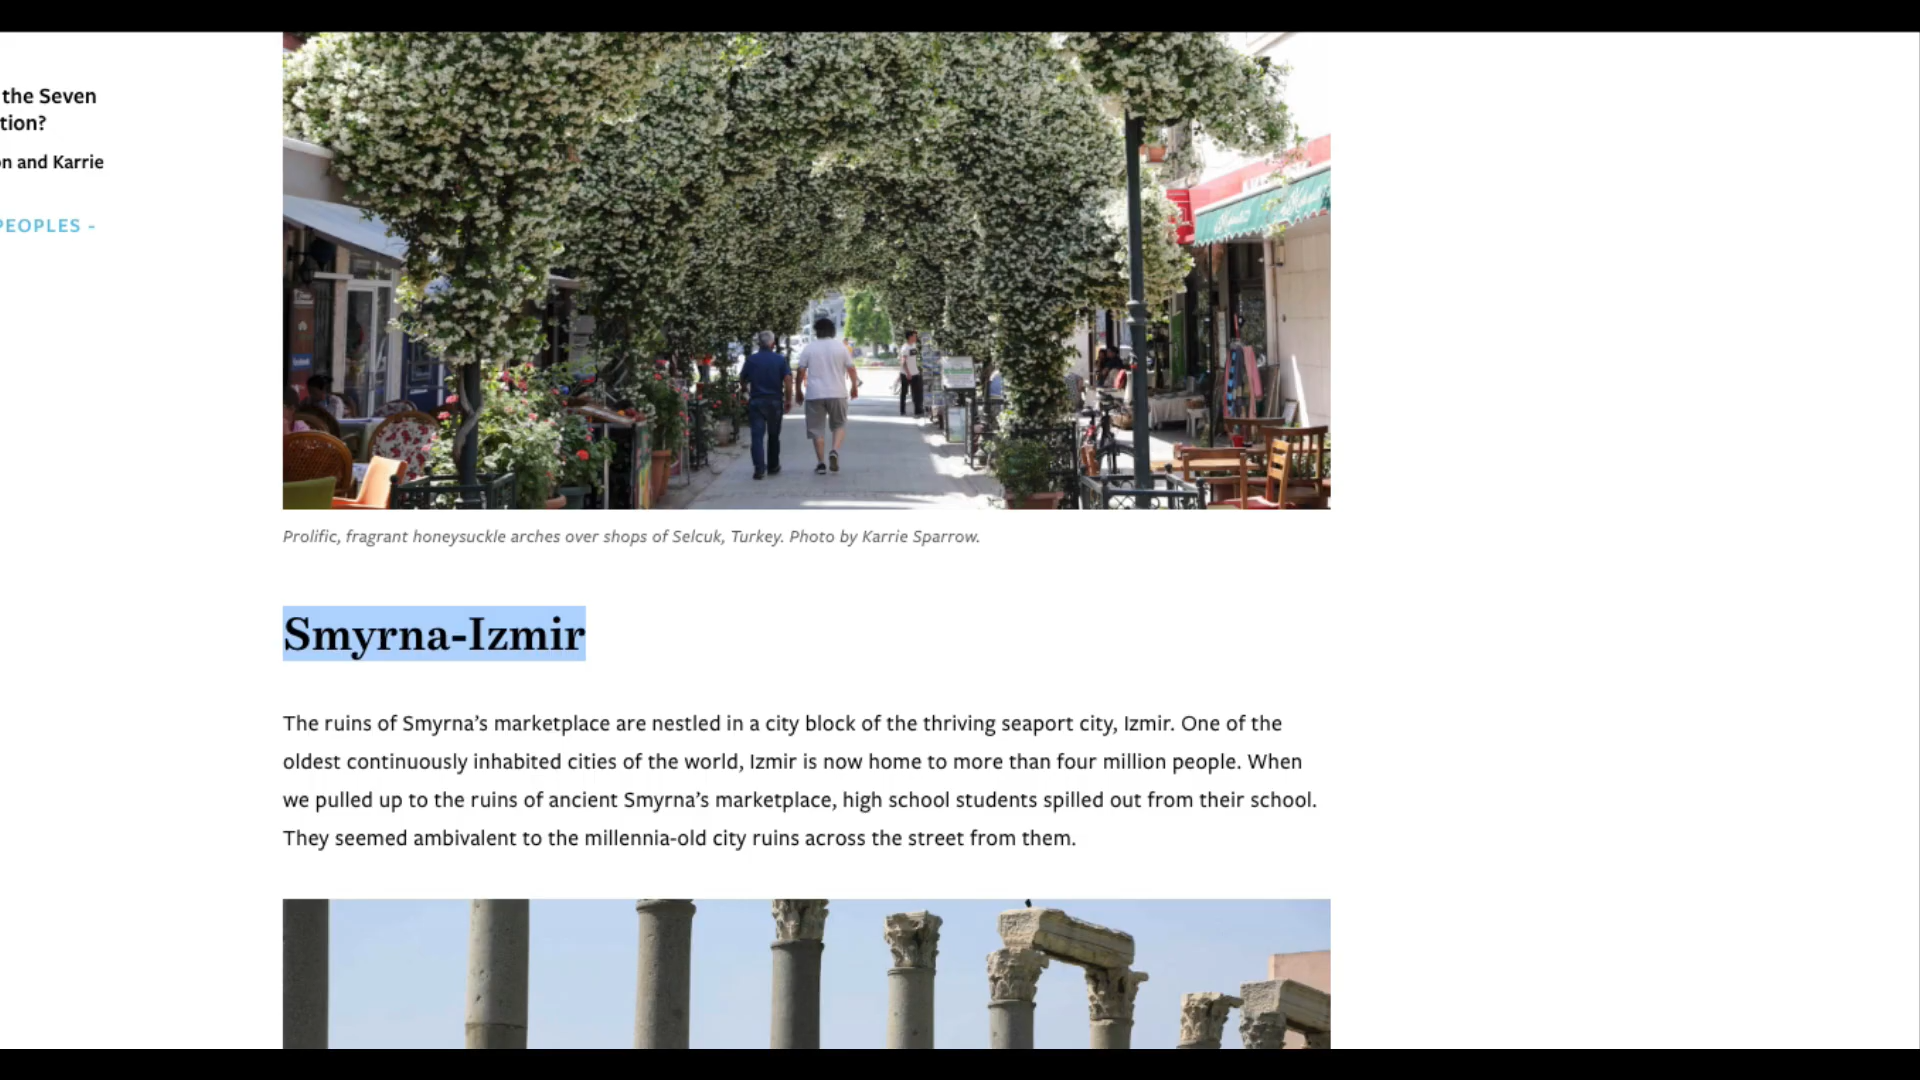 the Seven
tion?
on and Karrie
PEOPLES -
Prolific, fragrant honeysuckle arches over shops of Selcuk, Turkey. Photo by Karrie Sparrow.
Smyrna-Izmir
The ruins of Smyrna’s marketplace are nestled in a city block of the thriving seaport city, Izmir. One of the
oldest continuously inhabited cities of the world, Izmir is now home to more than four million people. When
we pulled up to the ruins of ancient Smyrna’s marketplace, high school students spilled out from their school.
They seemed ambivalent to the millennia-old city ruins across the street from them.